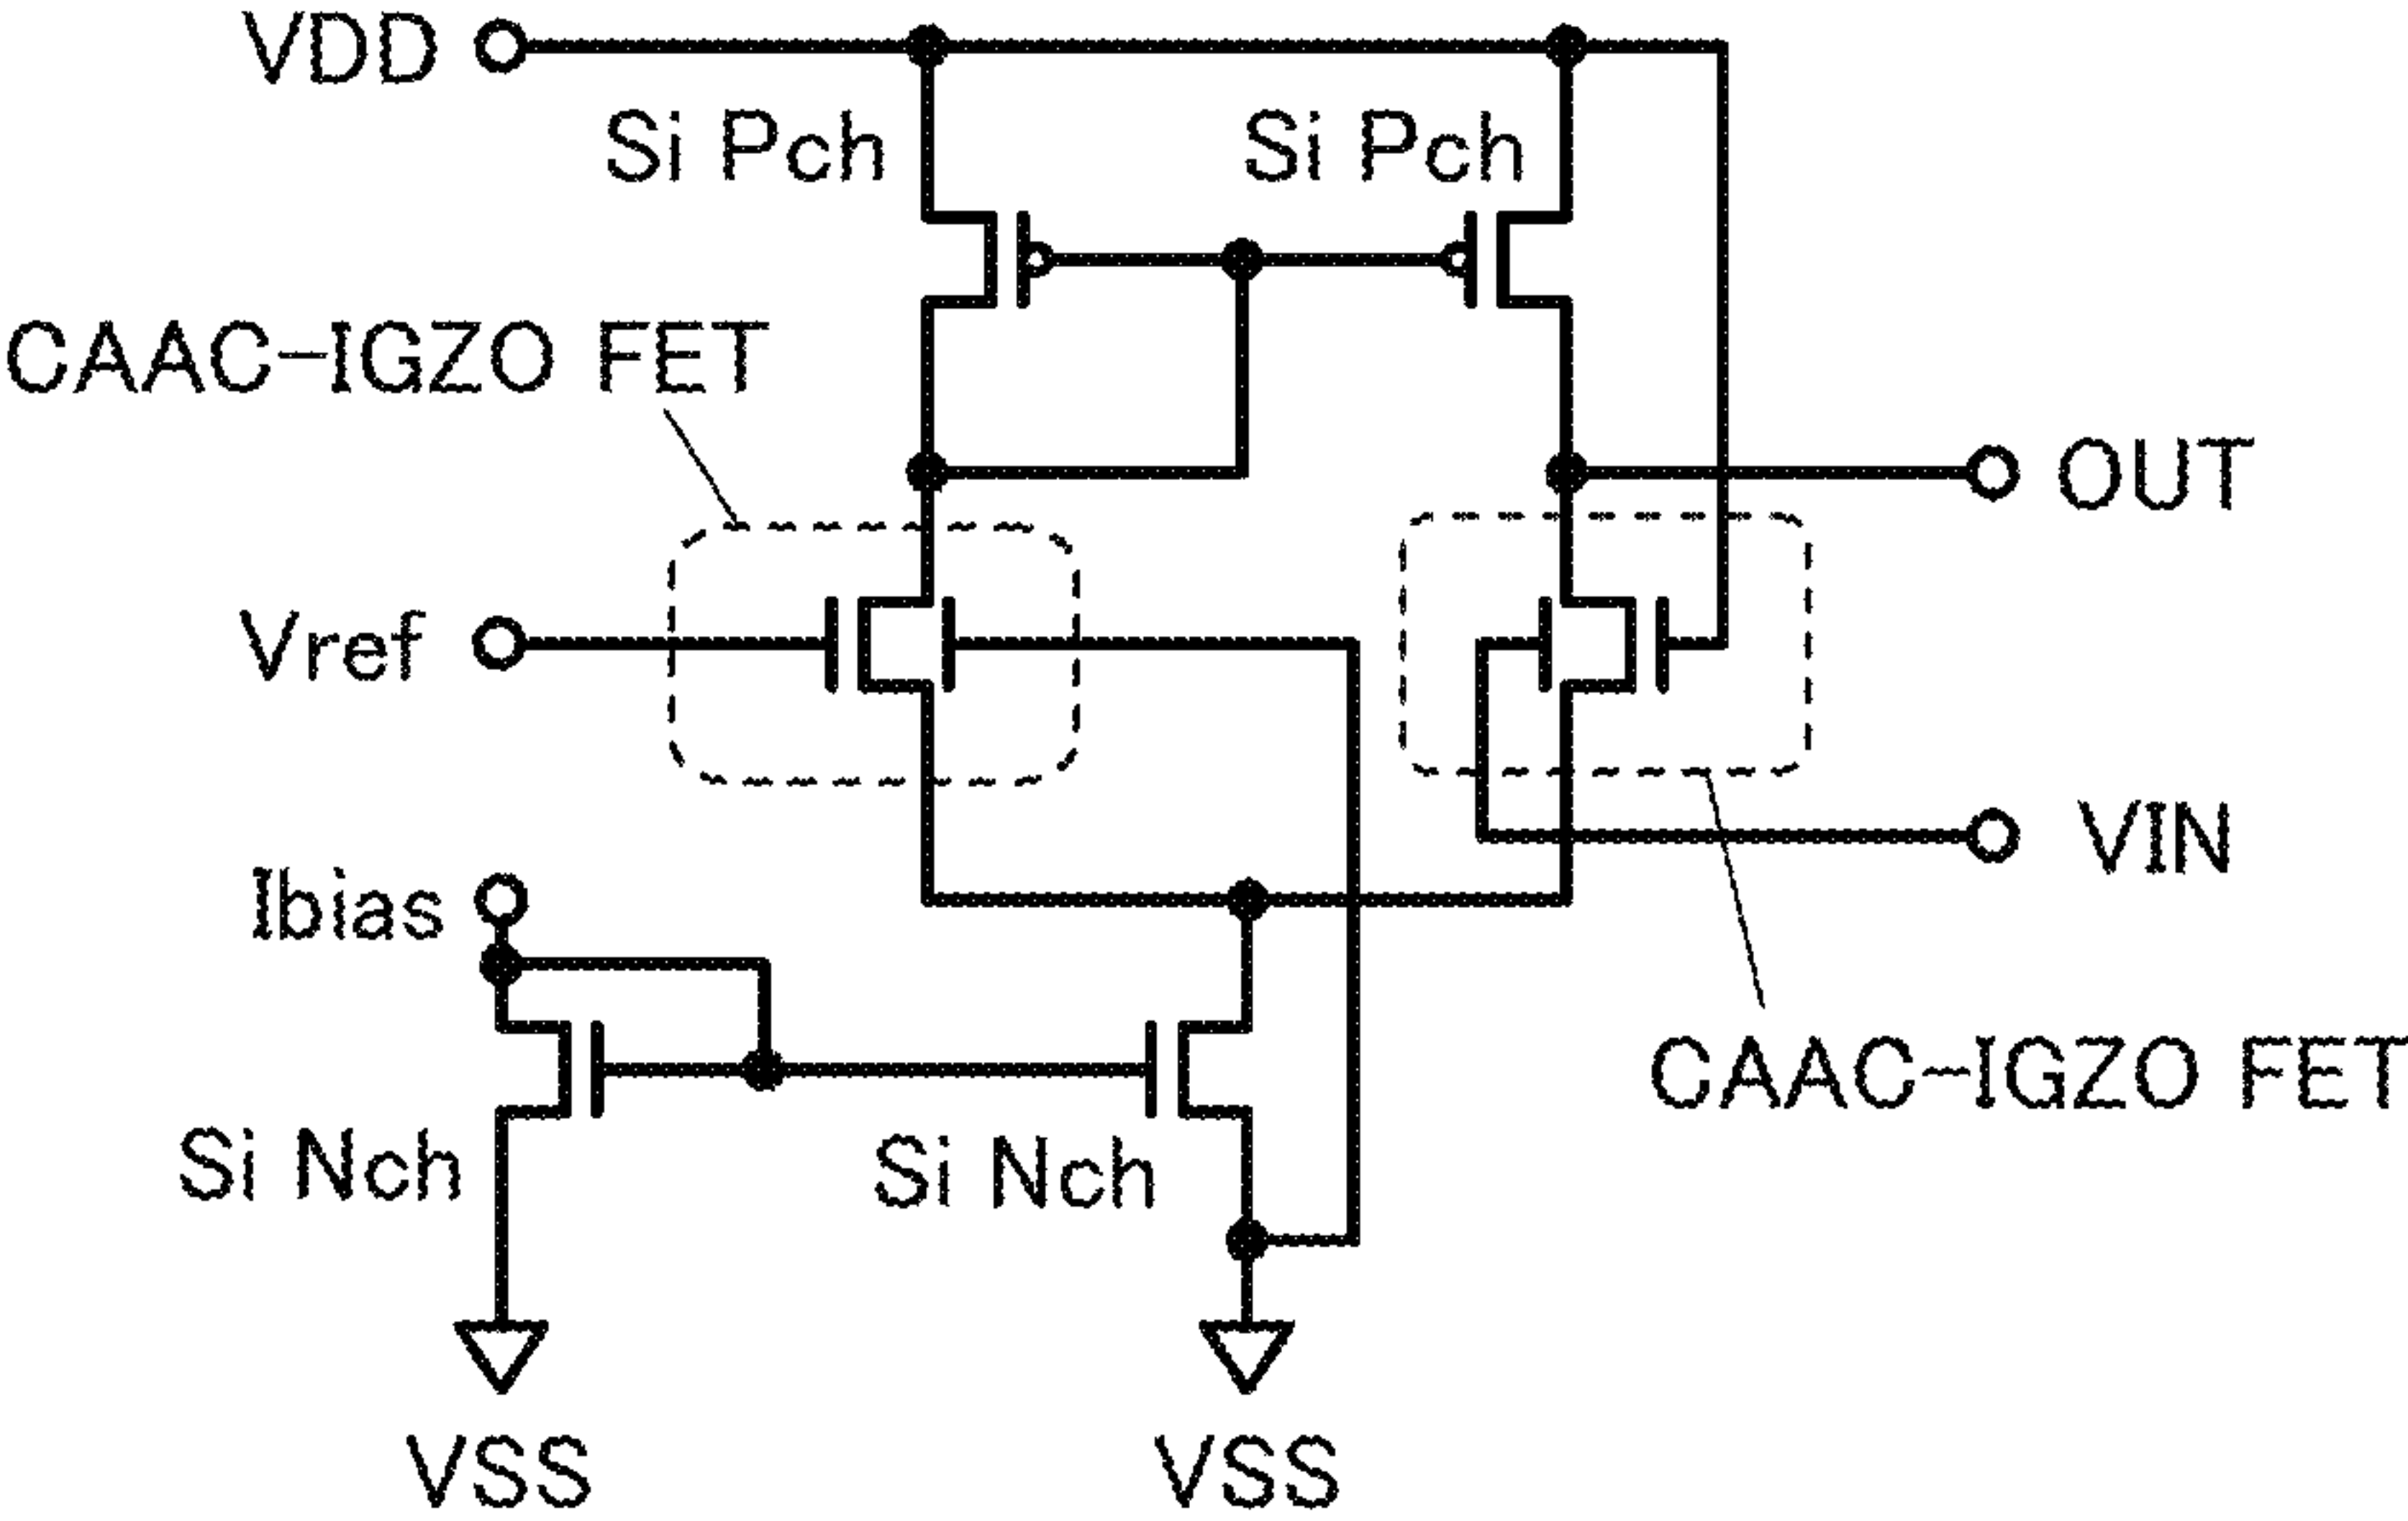 VDD
Si Pch
Si Pch
CAAC-IGZO FET
OUT
Vref
VIN
Ibias
CAAC-IGZO FET
Si Nch
Si Nch
VSS
VSS